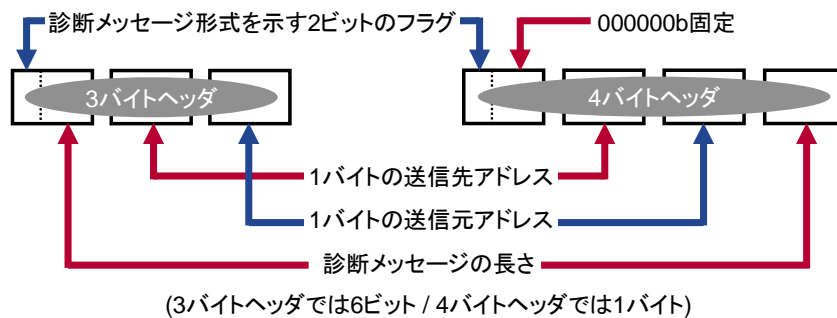 診断メッセージ形式を示す2ビットのフラグ
000000b固定
3バイトヘッダ
4バイトヘッダ
1バイトの送信先アドレス
1バイトの送信元アドレス
診断メッセージの長さ
(3バイトヘッダでは6ビット / 4バイトヘッダでは1バイト)